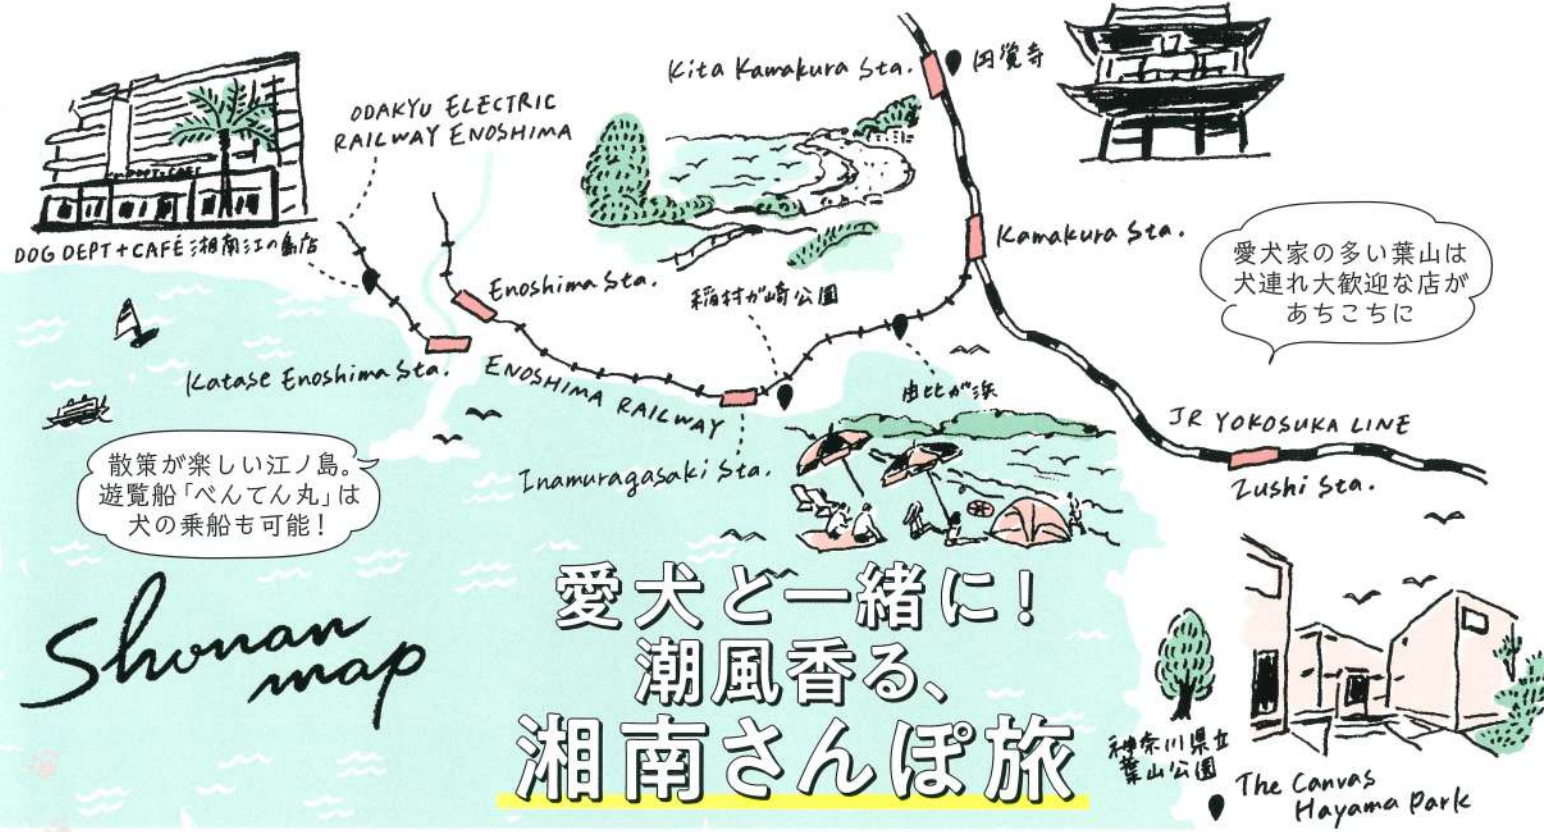 Kita Kamakura Sta.
円覚寺
ODAKYU ELECTRIC
RAILWAY ENOSHIMA
DOG DEPT + CAFÉ 湘南江の島店
Kamakura Sta.
愛犬家の多い葉山は
犬連れ大歓迎な店が
あちこちに
Enoshima Sta.
稲村が崎公園
Katase Enoshima Sta.
ENOSHIMA RAILWAY
由比が浜
JR YOKOSUKA LINE
Inamuragasaki Sta.
Zushi Sta.
散策が楽しい江ノ島。
遊覧船「べんてん丸」は
犬の乗船も可能!
Shonan
map
愛犬と一緒に!
潮風香る、
湘南さんぽ旅
神奈川県立
葉山公園
The Canvas
Hayama Park